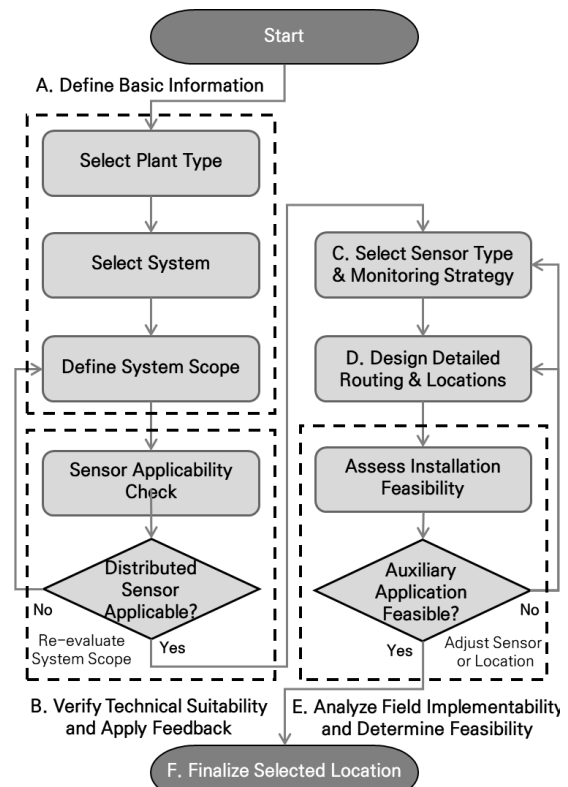 Start
A. Define Basic Information
Select Plant Type
Select System
Define System Scope
Sensor Applicability
Check
Distributed
Sensor
Applicable?
No
Yes
Re-evaluate
System Scope
B. Verify Technical Suitability
and Apply Feedback
C. Select Sensor Type
& Monitoring Strategy
D. Design Detailed
Routing & Locations
Assess Installation
Feasibility
Auxiliary
Application
Feasible?
No
Yes
Adjust Sensor
or Location
E. Analyze Field Implementability
and Determine Feasibility
F. Finalize Selected Location